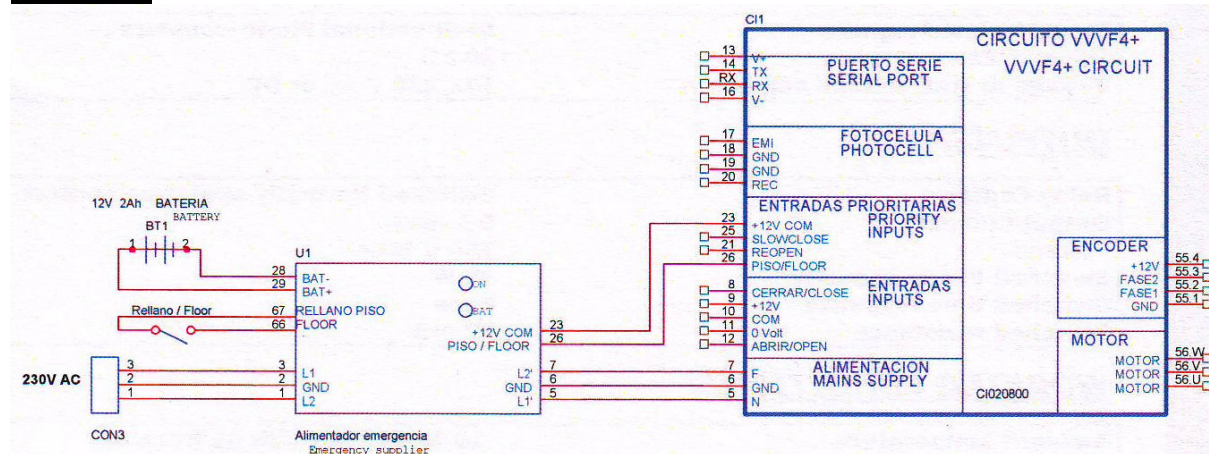 CI1
CIRCUITO VVVF4+
VVVF4+ CIRCUIT
13 V+
14 TX
RX RX
16 V-
PUERTO SERIE
SERIAL PORT
17 EMI
18 GND
19 GND
20 REC
FOTOCELULA
PHOTOCELL
ENTRADAS PRIORITARIAS
PRIORITY
INPUTS
23 +12V COM
25 SLOWCLOSE
21 REOPEN
26 PISO/FLOOR
ENTRADAS
INPUTS
8 CERRAR/CLOSE
9 +12V
10 COM
11 0 Volt
12 ABRIR/OPEN
ALIMENTACION
MAINS SUPPLY
7 F
6 GND
5 N
ENCODER
+12V 55.4
FASE2 55.3
FASE1 55.2
GND 55.1
MOTOR
MOTOR 56.W
MOTOR 56.V
MOTOR 56.U
CI020800
12V 2Ah BATERIA
BATTERY
BT1
1 2
U1
28 BAT-
29 BAT+
67 RELLANO PISO
66 FLOOR
ON
BAT
+12V COM 23
PISO / FLOOR 26
Rellano / Floor
230V AC
3 3 L1
2 2 GND
1 1 L2
L2' 7
GND 6
L1' 5
CON3
Alimentador emergencia
Emergency supplier